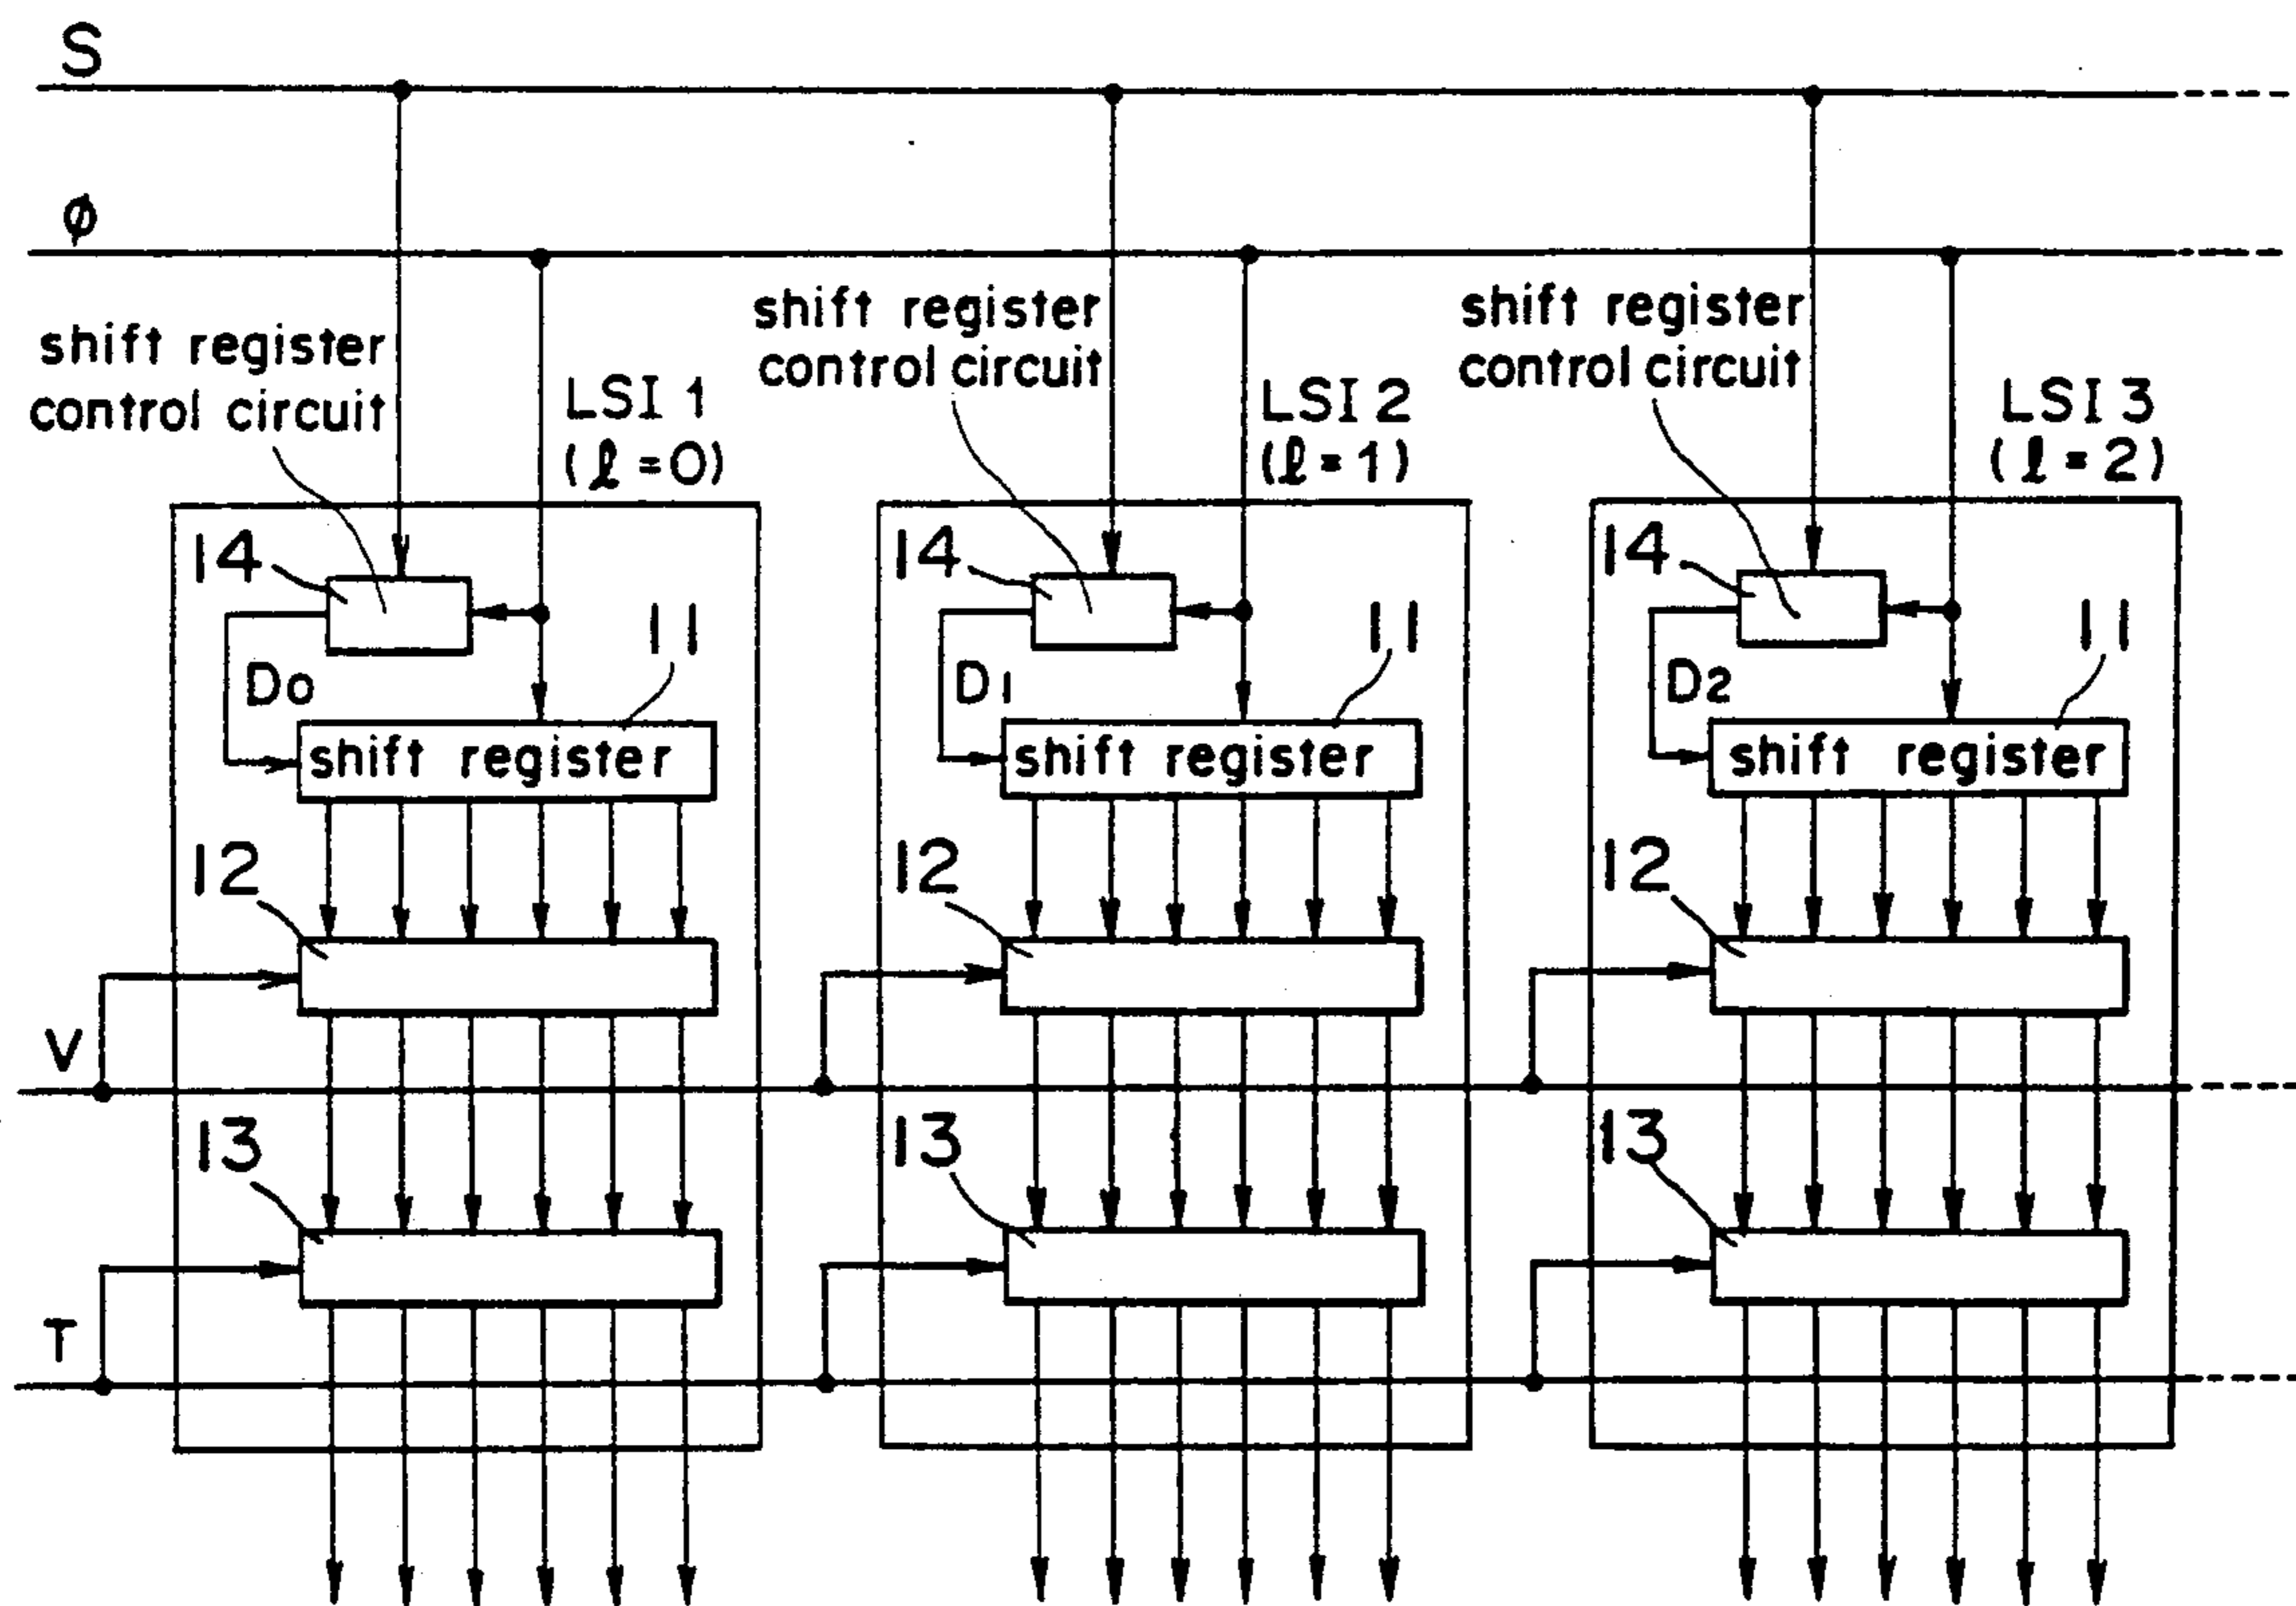 S
φ
shift register
control circuit
LSI 1
(ℓ=0)
shift register
control circuit
LSI 2
(ℓ=1)
shift register
control circuit
LSI 3
(ℓ=2)
14
14
14
11
11
11
D0
D1
D2
shift register
shift register
shift register
12
12
12
V
13
13
13
T